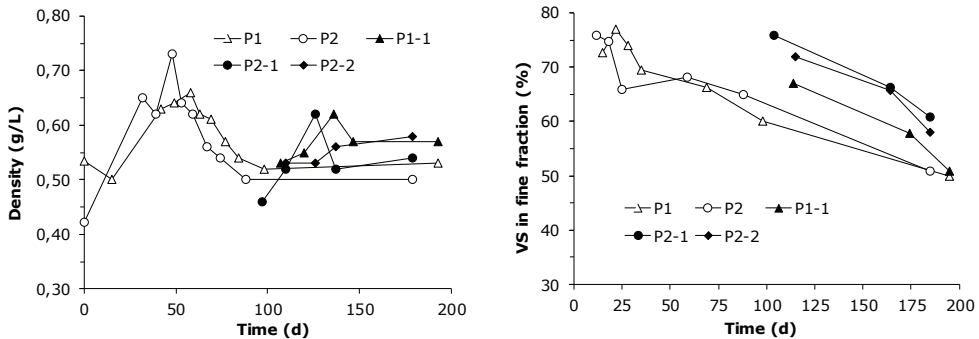 0,80
0,70
0,60
0,50
0,40
0,30
Density (g/L)
P1 P2 P1-1
P2-1 P2-2
0 50 100 150 200
Time (d)
80
70
60
50
40
30
VS in fine fraction (%)
P1 P2 P1-1
P2-1 P2-2
0 25 50 75 100 125 150 175 200
Time (d)